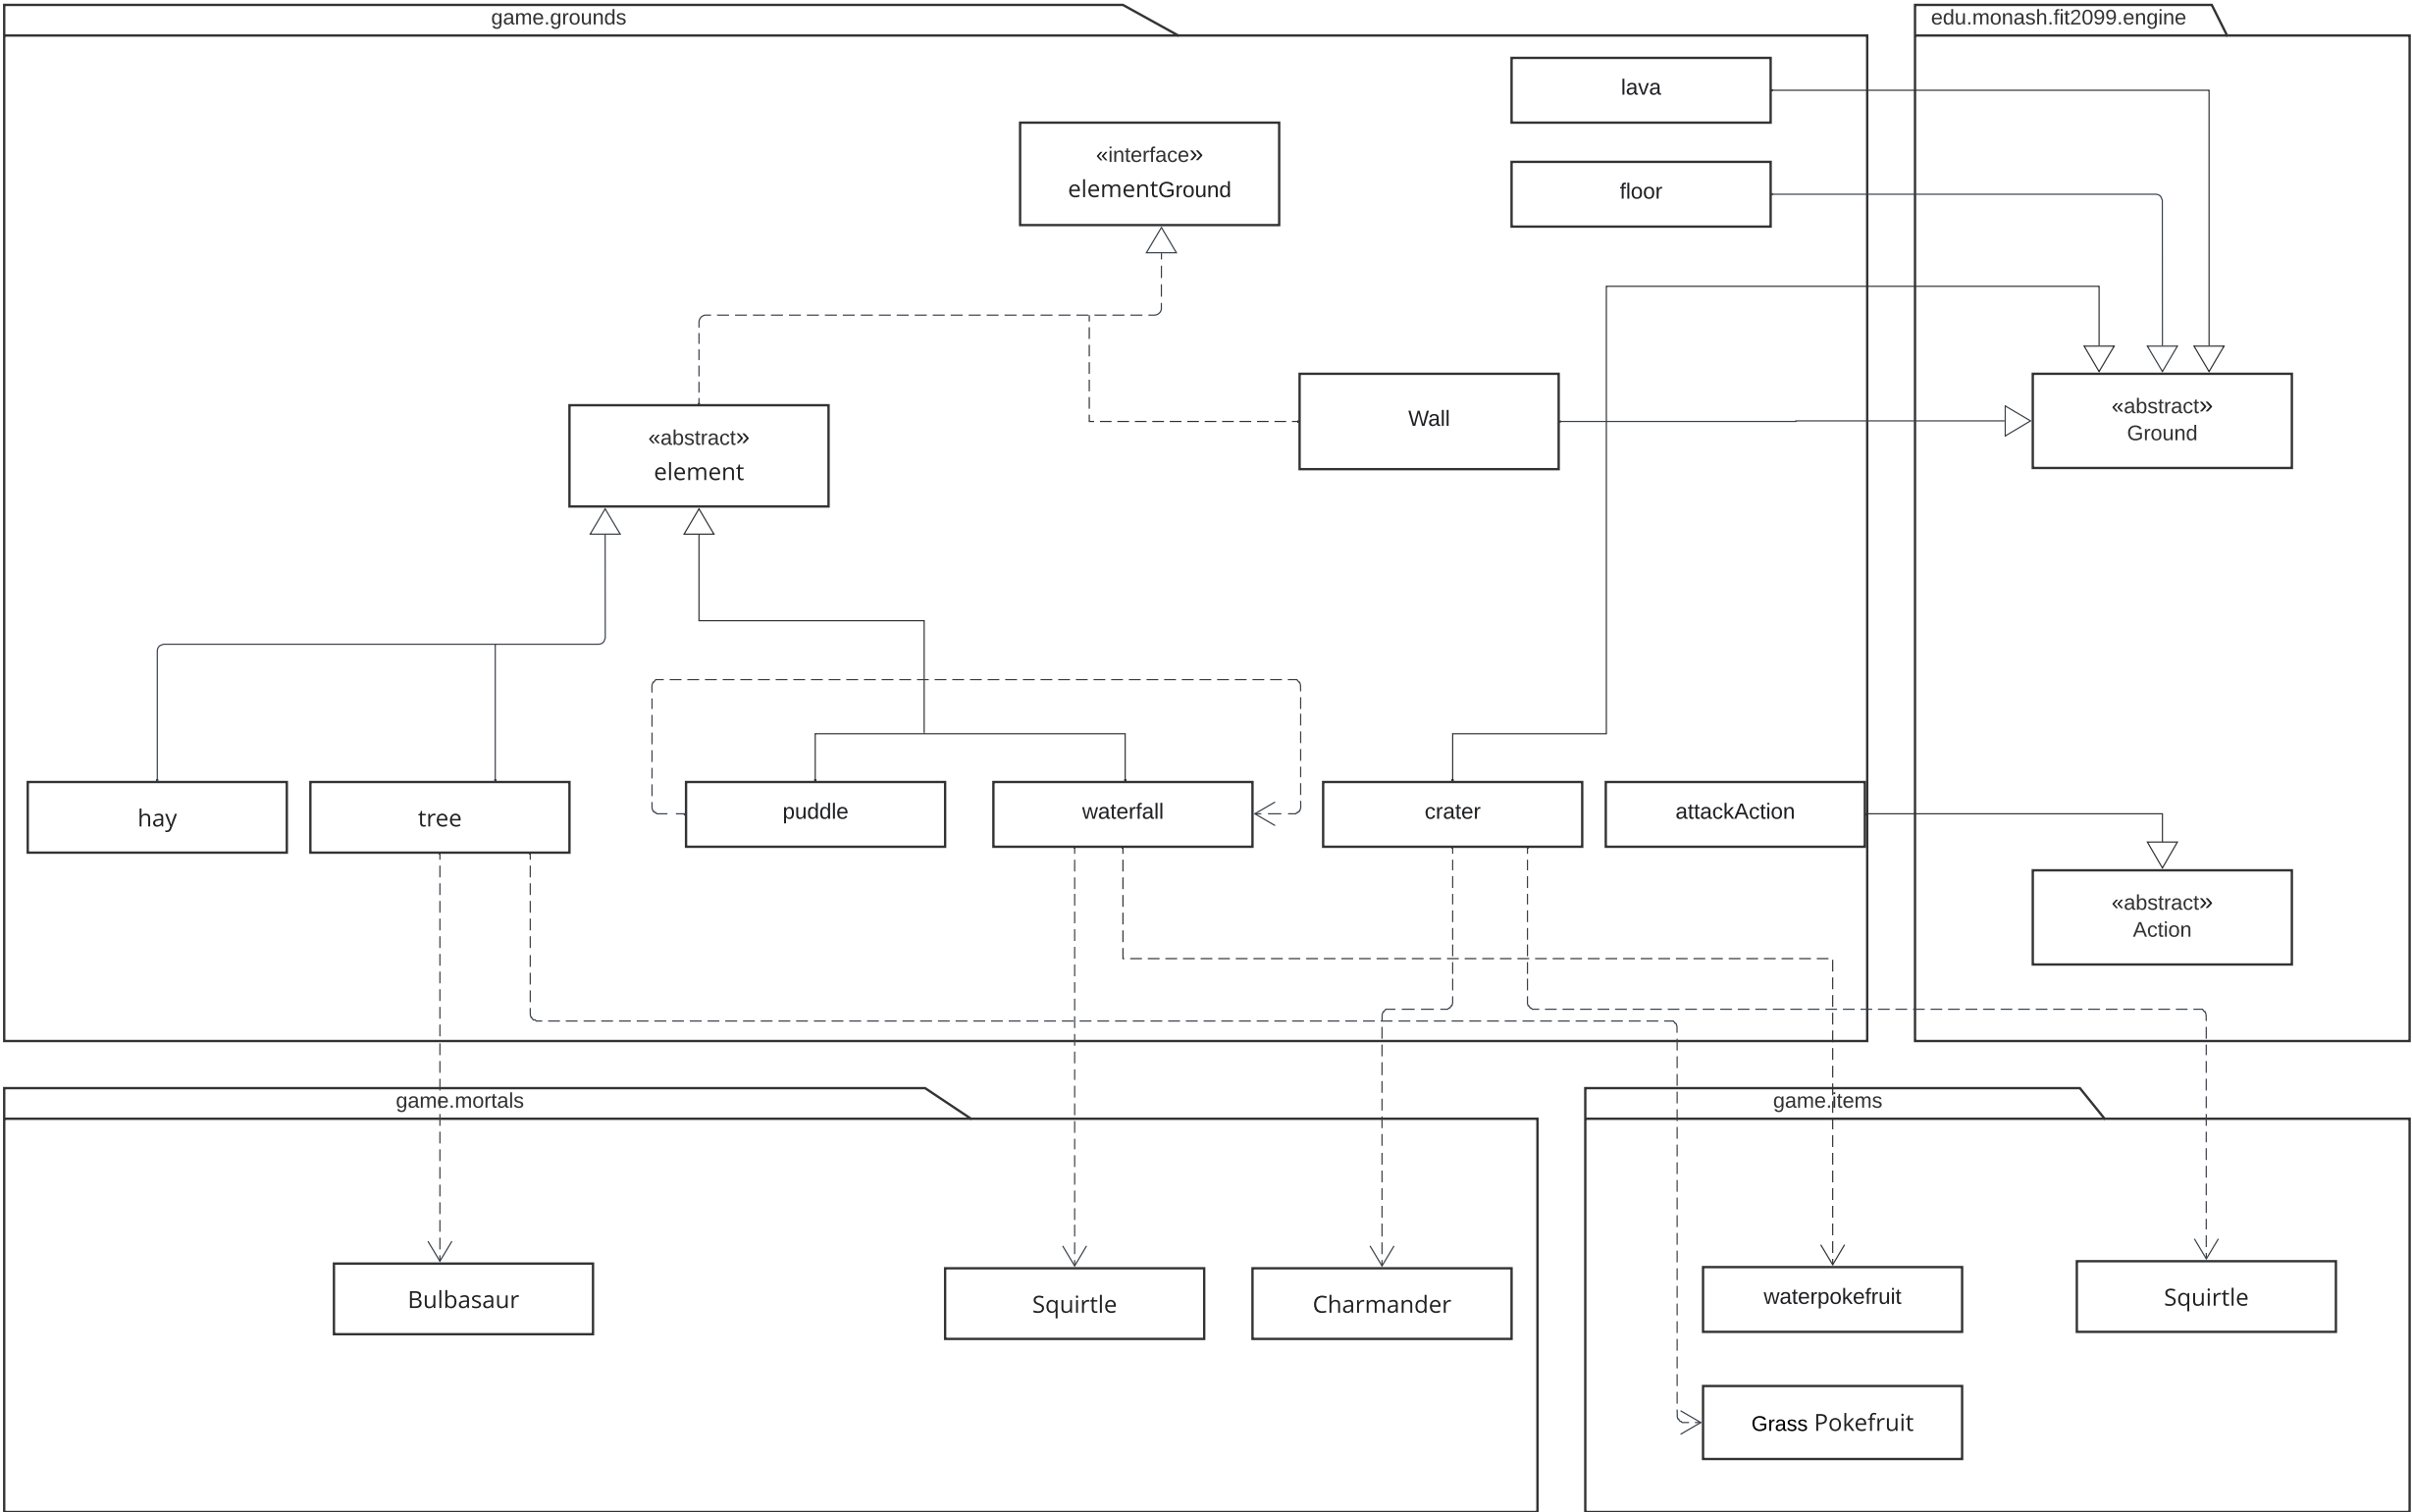 game.grounds
edu.monash.fit2099.engine
lava
«interface»
elementGround
floor
«abstract»
Ground
Wall
«abstract»
element
hay
tree
puddle
waterfall
crater
attackAction
«abstract»
Action
game.mortals
game.items
Bulbasaur
Squirtle
Charmander
waterpokefruit
Squirtle
Grass Pokefruit